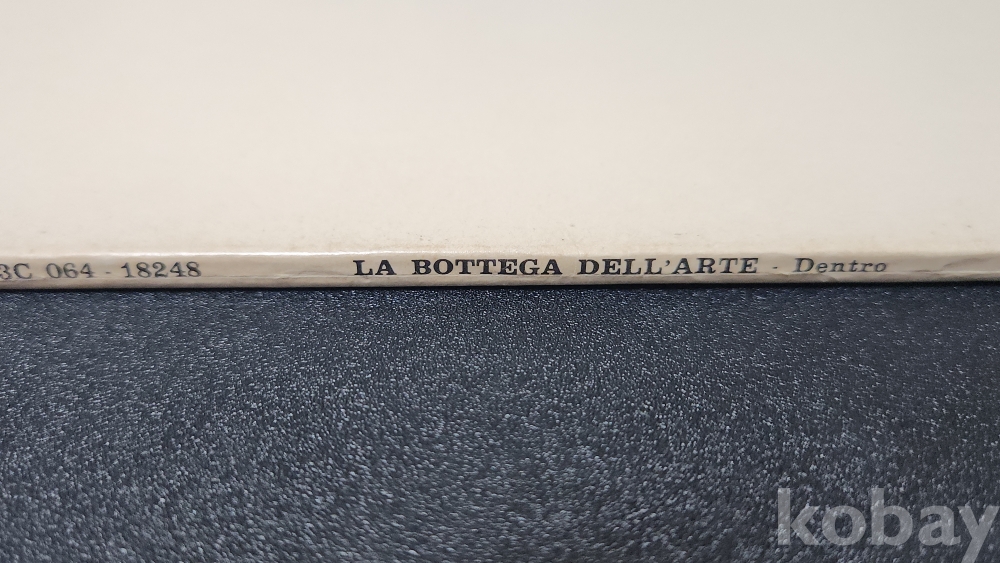 3C 064 - 18248 LA BOTTEGA DELL'ARTE - Dentro
kobay